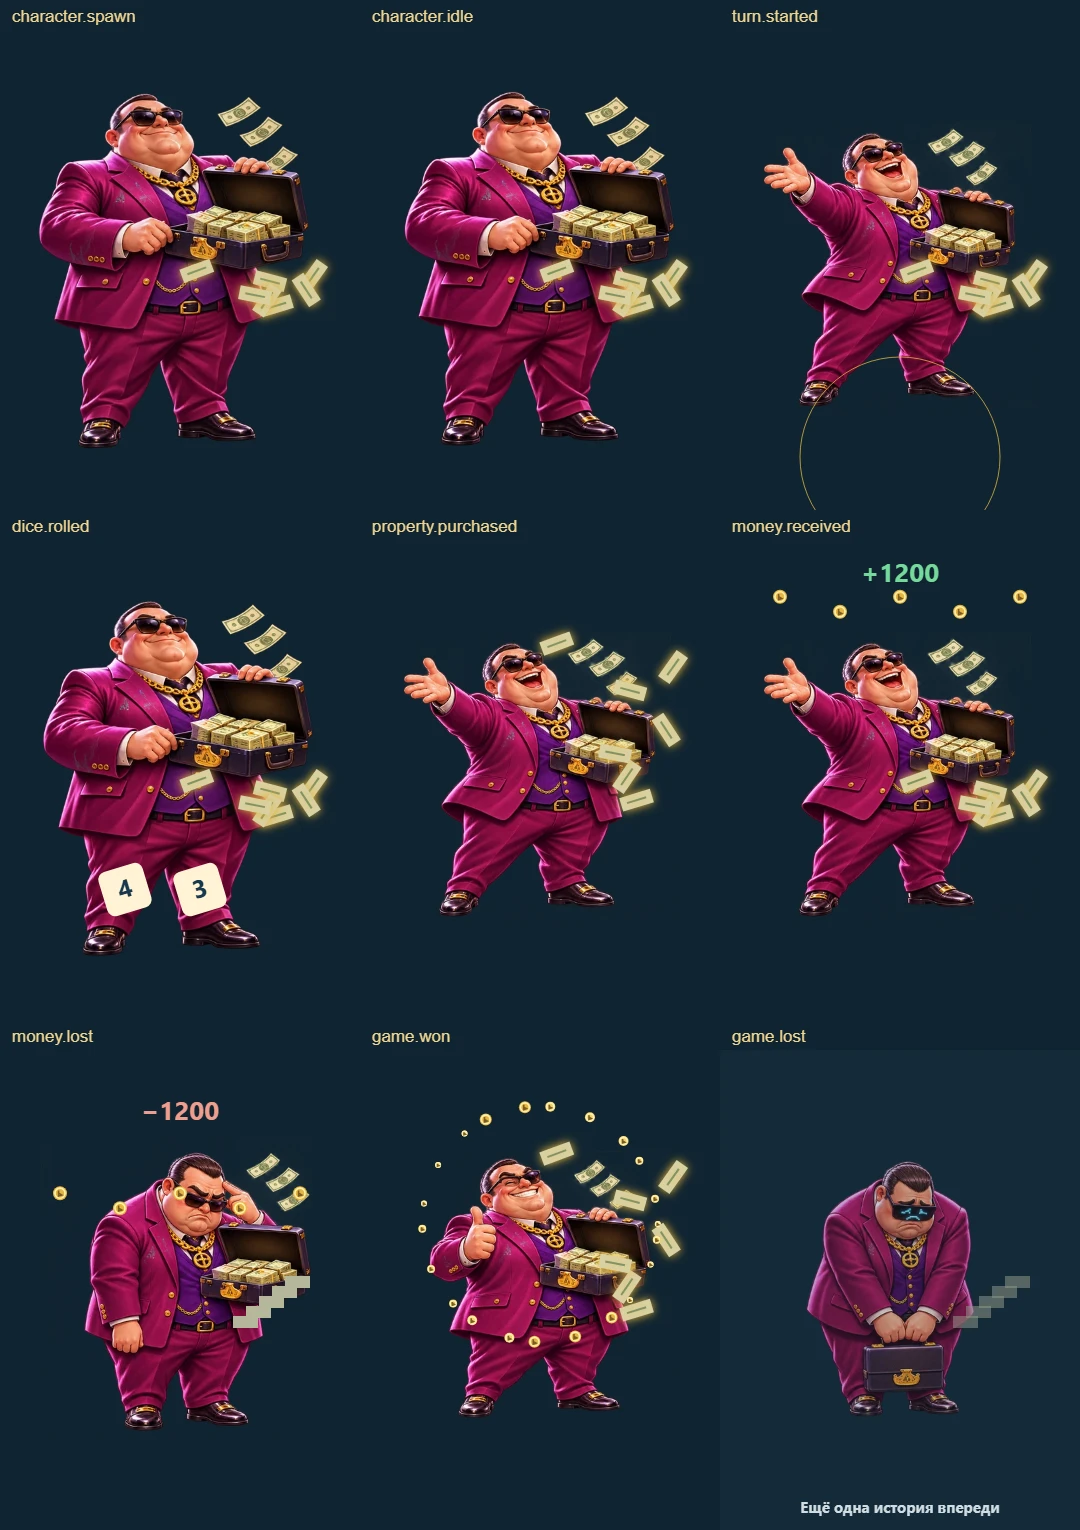 character.spawn
character.idle
turn.started
dice.rolled
property.purchased
money.received
+1200
4
3
money.lost
game.won
game.lost
−1200
Ещё одна история впереди